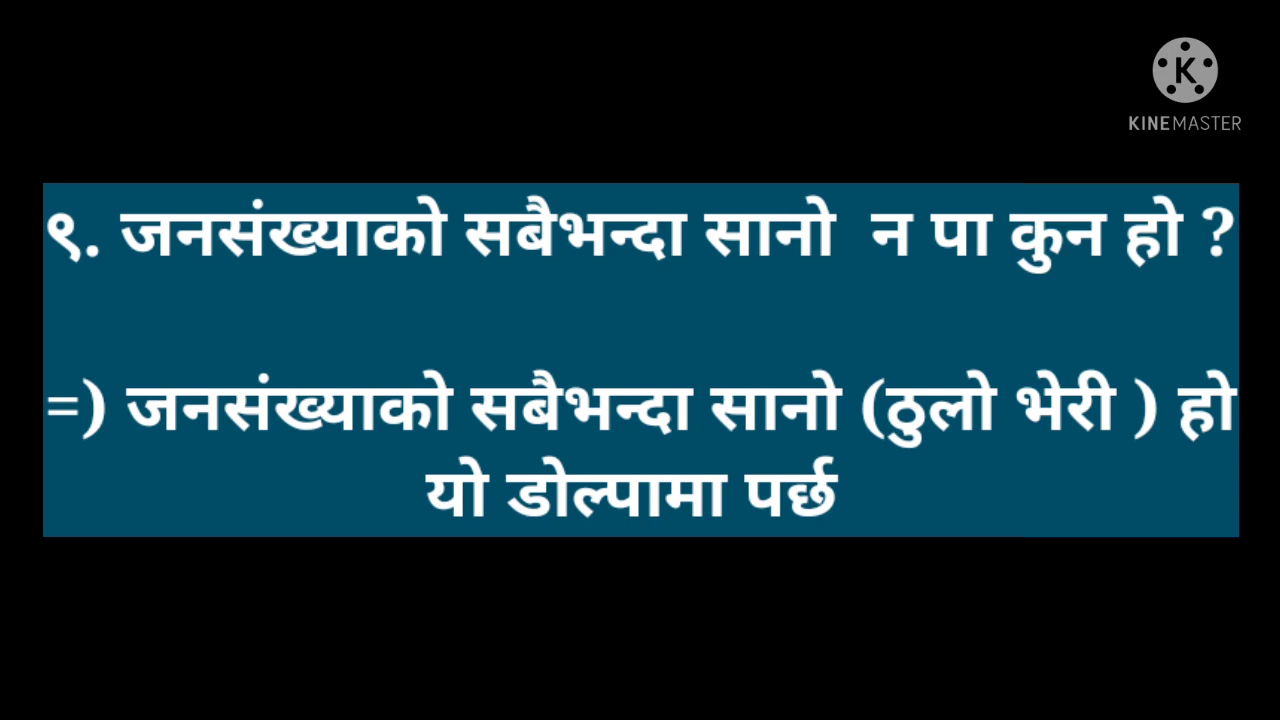 KINEMASTER
९. जनसंख्याको सबैभन्दा सानो न पा कुन हो ?
=) जनसंख्याको सबैभन्दा सानो (ठुलो भेरी ) हो
यो डोल्पामा पर्छ